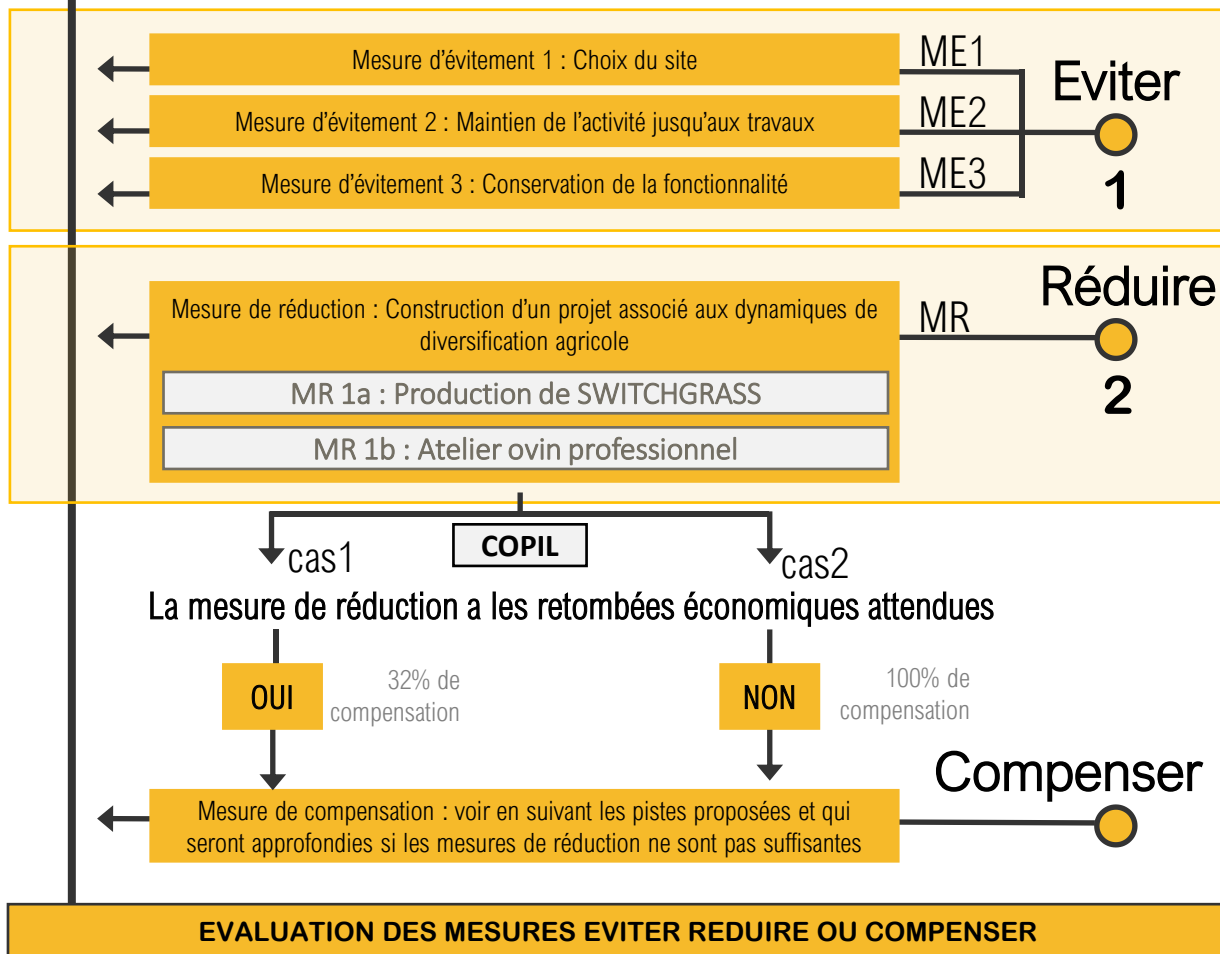 Mesure d'évitement 1 : Choix du site
ME1
Mesure d'évitement 2 : Maintien de l'activité jusqu'aux travaux
ME2
Mesure d'évitement 3 : Conservation de la fonctionnalité
ME3
Eviter
1
Mesure de réduction : Construction d'un projet associé aux dynamiques de
diversification agricole
MR
Réduire
2
MR 1a : Production de SWITCHGRASS
MR 1b : Atelier ovin professionnel
COPIL
cas1
cas2
La mesure de réduction a les retombées économiques attendues
OUI
32% de
compensation
NON
100% de
compensation
Compenser
Mesure de compensation : voir en suivant les pistes proposées et qui
seront approfondies si les mesures de réduction ne sont pas suffisantes
EVALUATION DES MESURES EVITER REDUIRE OU COMPENSER